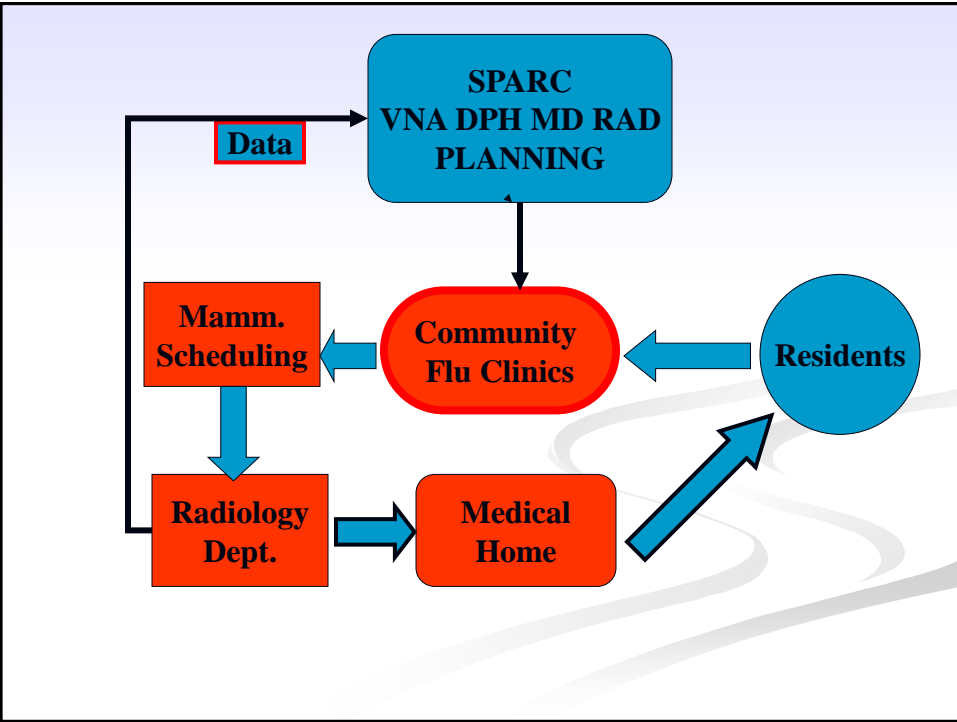 SPARC
VNA DPH MD RAD
PLANNING
Data
Mamm.
Scheduling
Community
Flu Clinics
Residents
Radiology
Dept.
Medical
Home